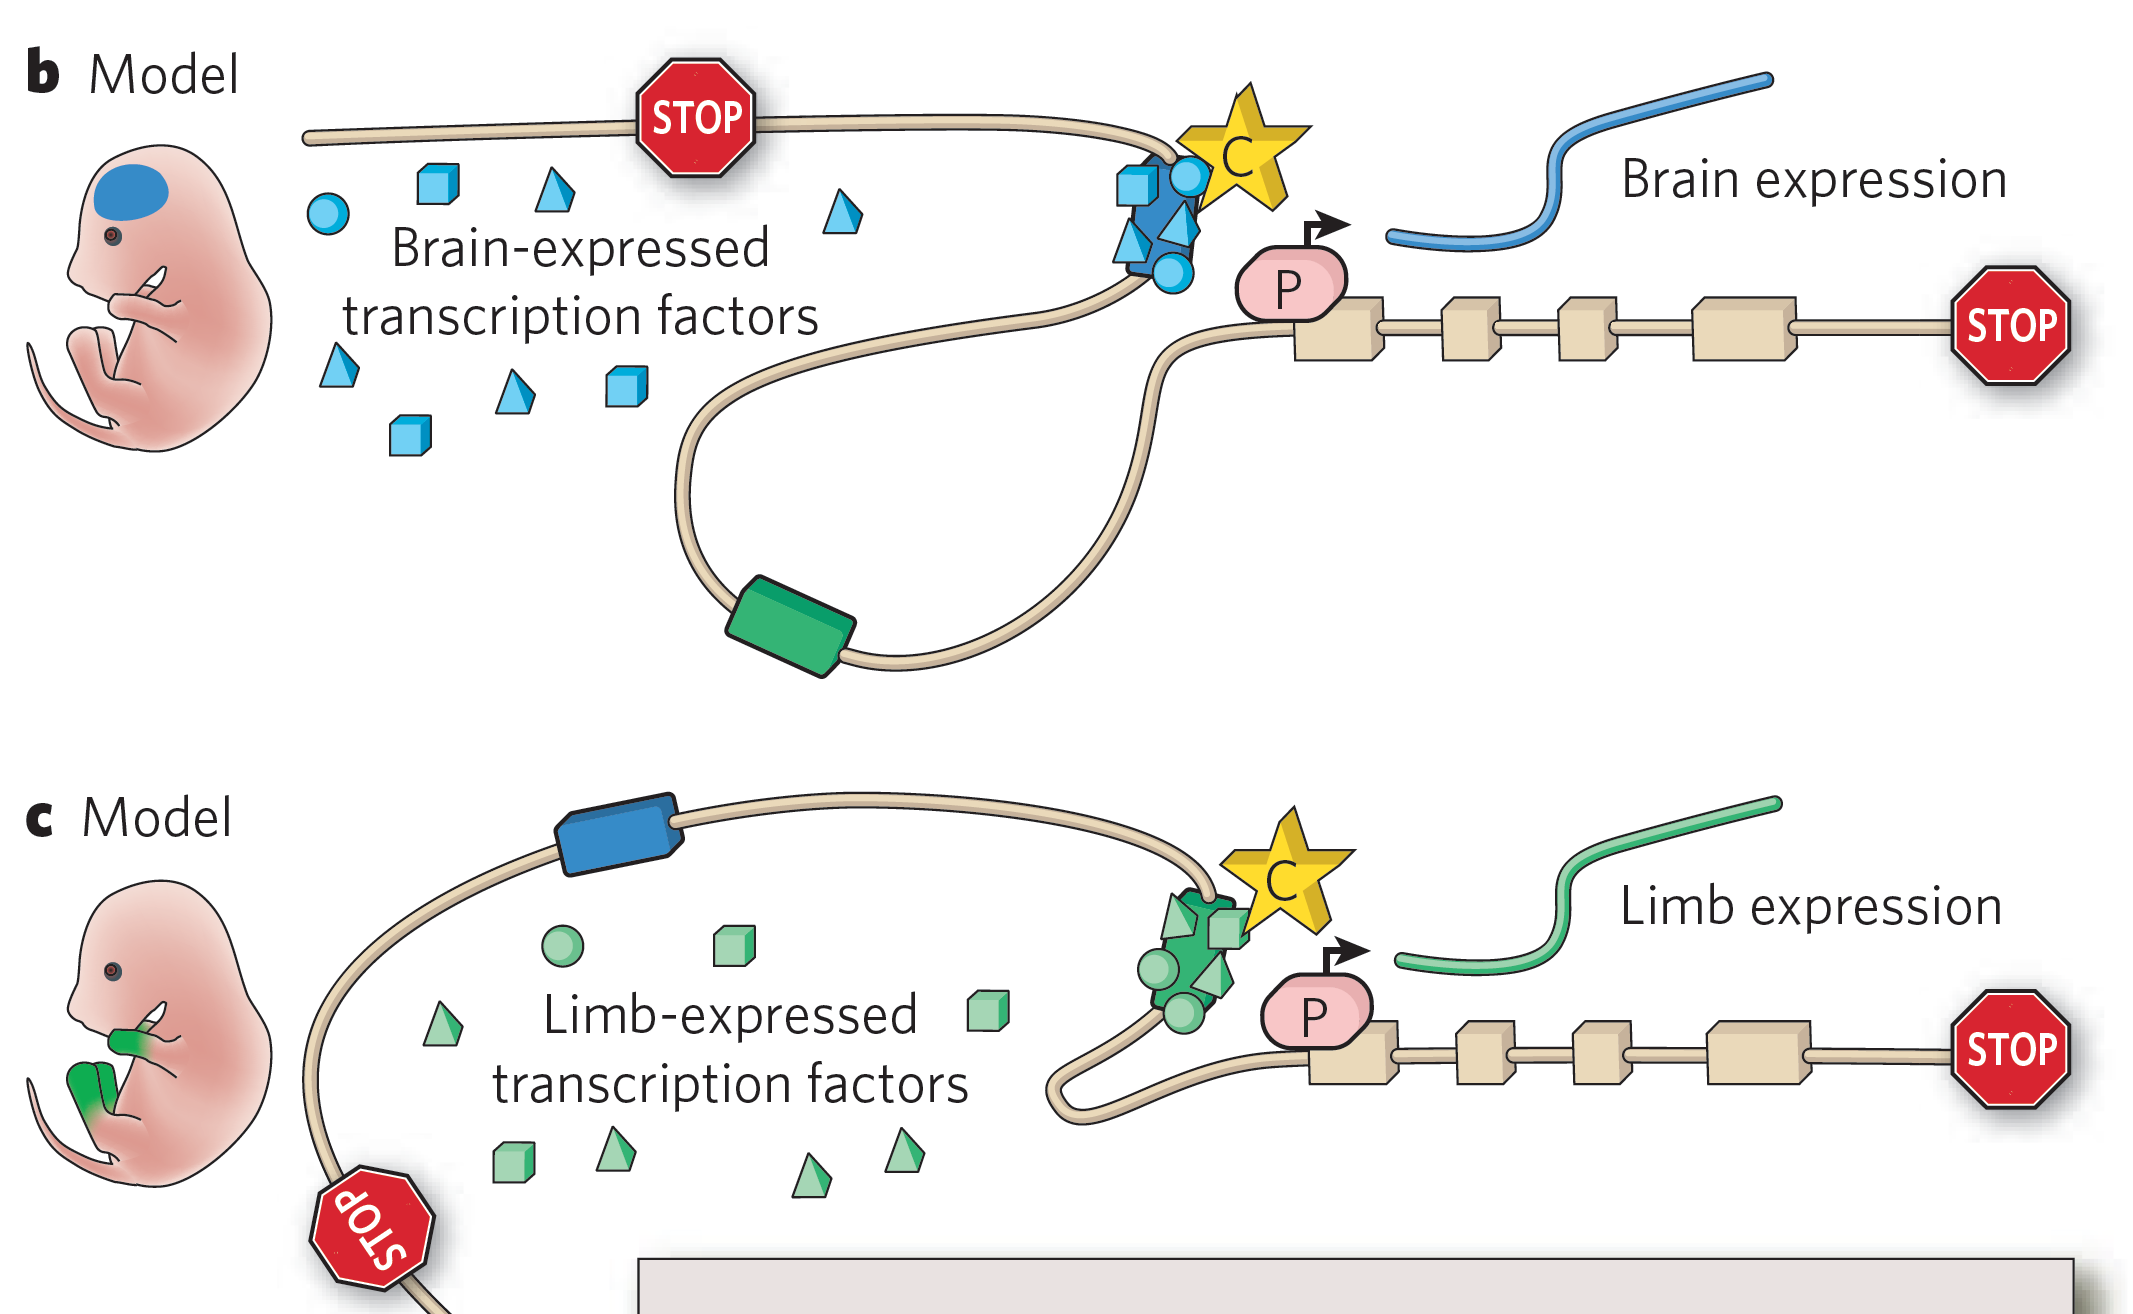 b Model
STOP
C
Brain expression
Brain-expressed
transcription factors
P
STOP
c Model
C
Limb expression
Limb-expressed
transcription factors
P
STOP
STOP